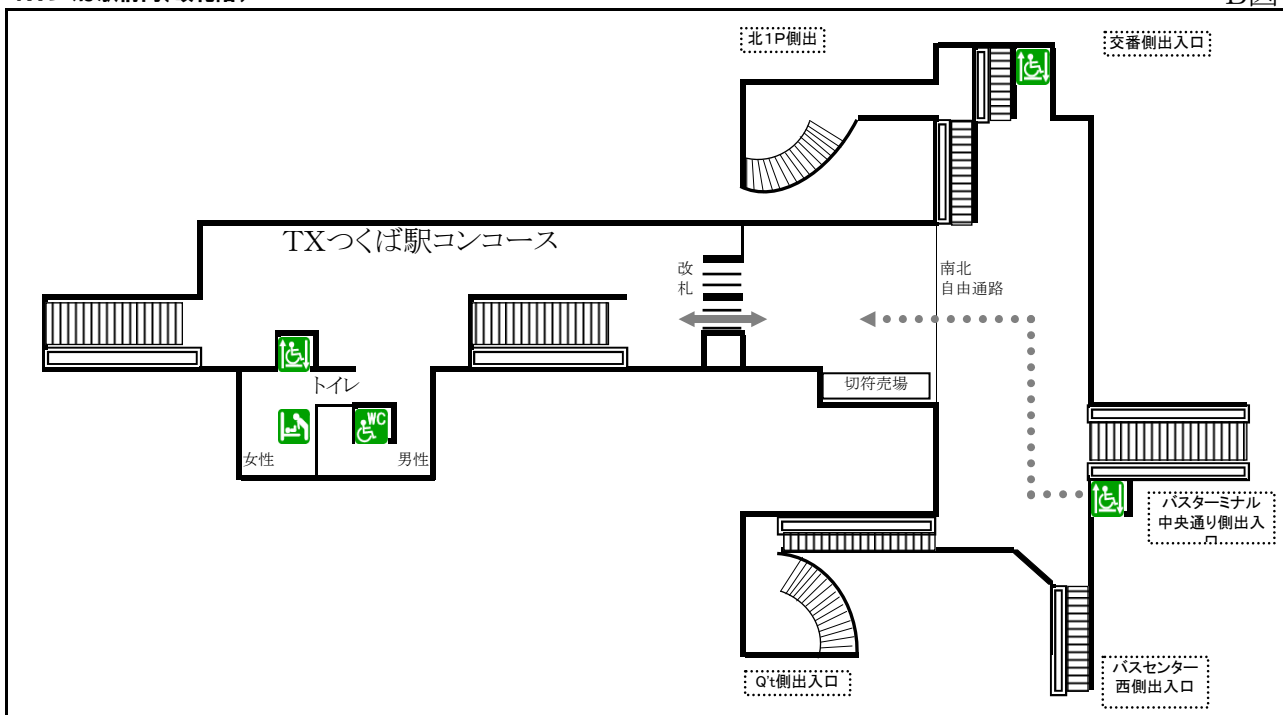 北1P側出
交番側出入口
TXつくば駅コンコース
改
札
南北
自由通路
切符売場
トイレ
WC
女性
男性
バスターミナル
中央通り側出入
口
Q't側出入口
バスセンター
西側出入口